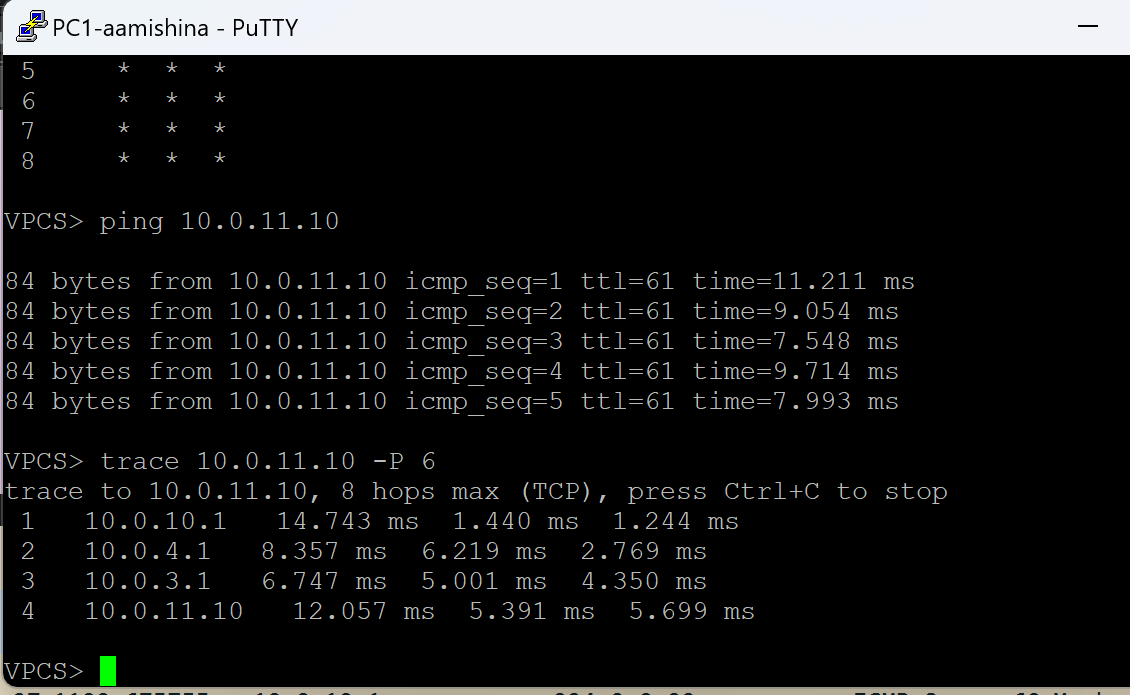 PC1-aamishina - PuTTY
5 * * *
6 * * *
7 * * *
8 * * *
VPCS> ping 10.0.11.10
84 bytes from 10.0.11.10 icmp_seq=1 ttl=61 time=11.211 ms
84 bytes from 10.0.11.10 icmp_seq=2 ttl=61 time=9.054 ms
84 bytes from 10.0.11.10 icmp_seq=3 ttl=61 time=7.548 ms
84 bytes from 10.0.11.10 icmp_seq=4 ttl=61 time=9.714 ms
84 bytes from 10.0.11.10 icmp_seq=5 ttl=61 time=7.993 ms
VPCS> trace 10.0.11.10 -P 6
trace to 10.0.11.10, 8 hops max (TCP), press Ctrl+C to stop
1 10.0.10.1 14.743 ms 1.440 ms 1.244 ms
2 10.0.4.1 8.357 ms 6.219 ms 2.769 ms
3 10.0.3.1 6.747 ms 5.001 ms 4.350 ms
4 10.0.11.10 12.057 ms 5.391 ms 5.699 ms
VPCS>